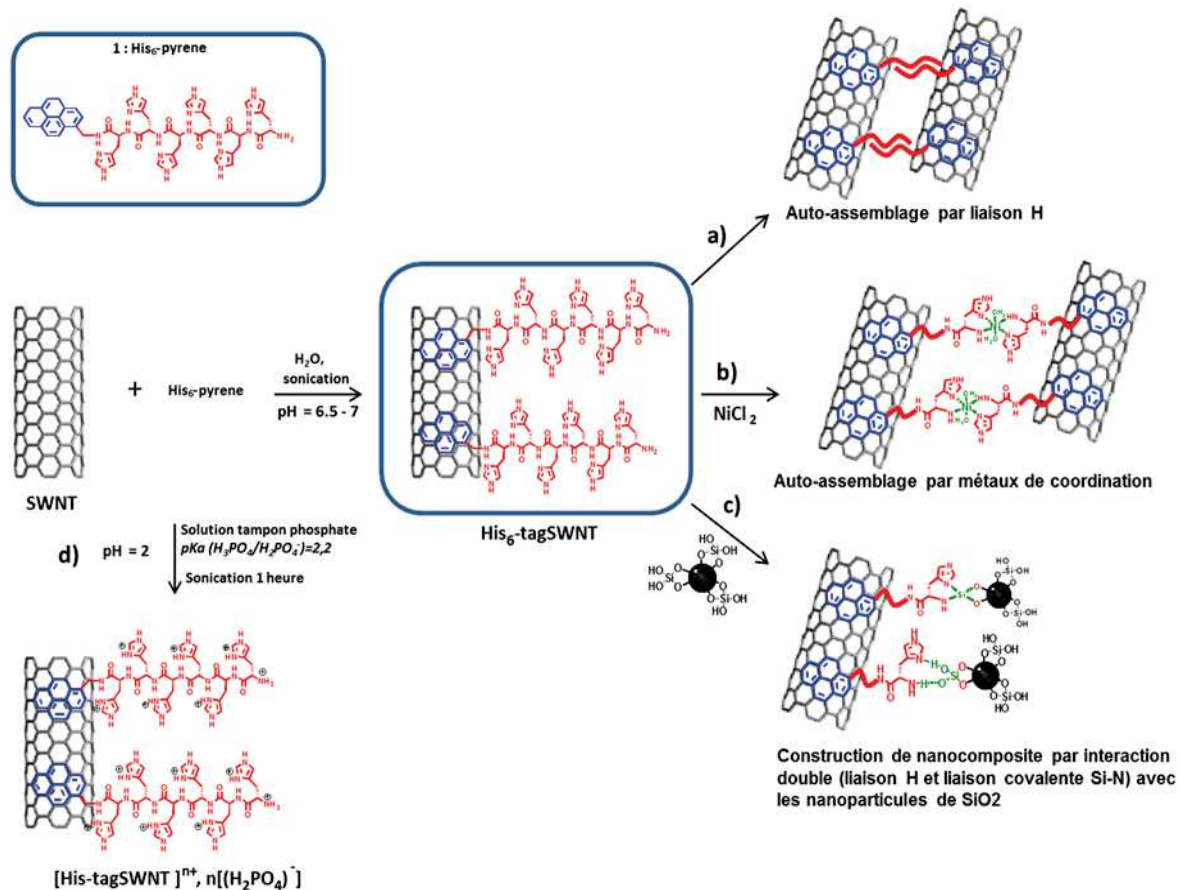 1 : His₆-pyrene
Auto-assemblage par liaison H
a)
SWNT
+
His₆-pyrene
H₂O,
sonication
pH = 6.5 - 7
His₆-tagSWNT
b)
NiCl₂
Auto-assemblage par métaux de coordination
c)
Construction de nanocomposite par interaction
double (liaison H et liaison covalente Si-N) avec
les nanoparticules de SiO2
d)
pH = 2
Solution tampon phosphate
pKa (H₃PO₄/H₂PO₄⁻)=2,2
Sonication 1 heure
[His-tagSWNT ]ⁿ⁺, n[(H₂PO₄)⁻]